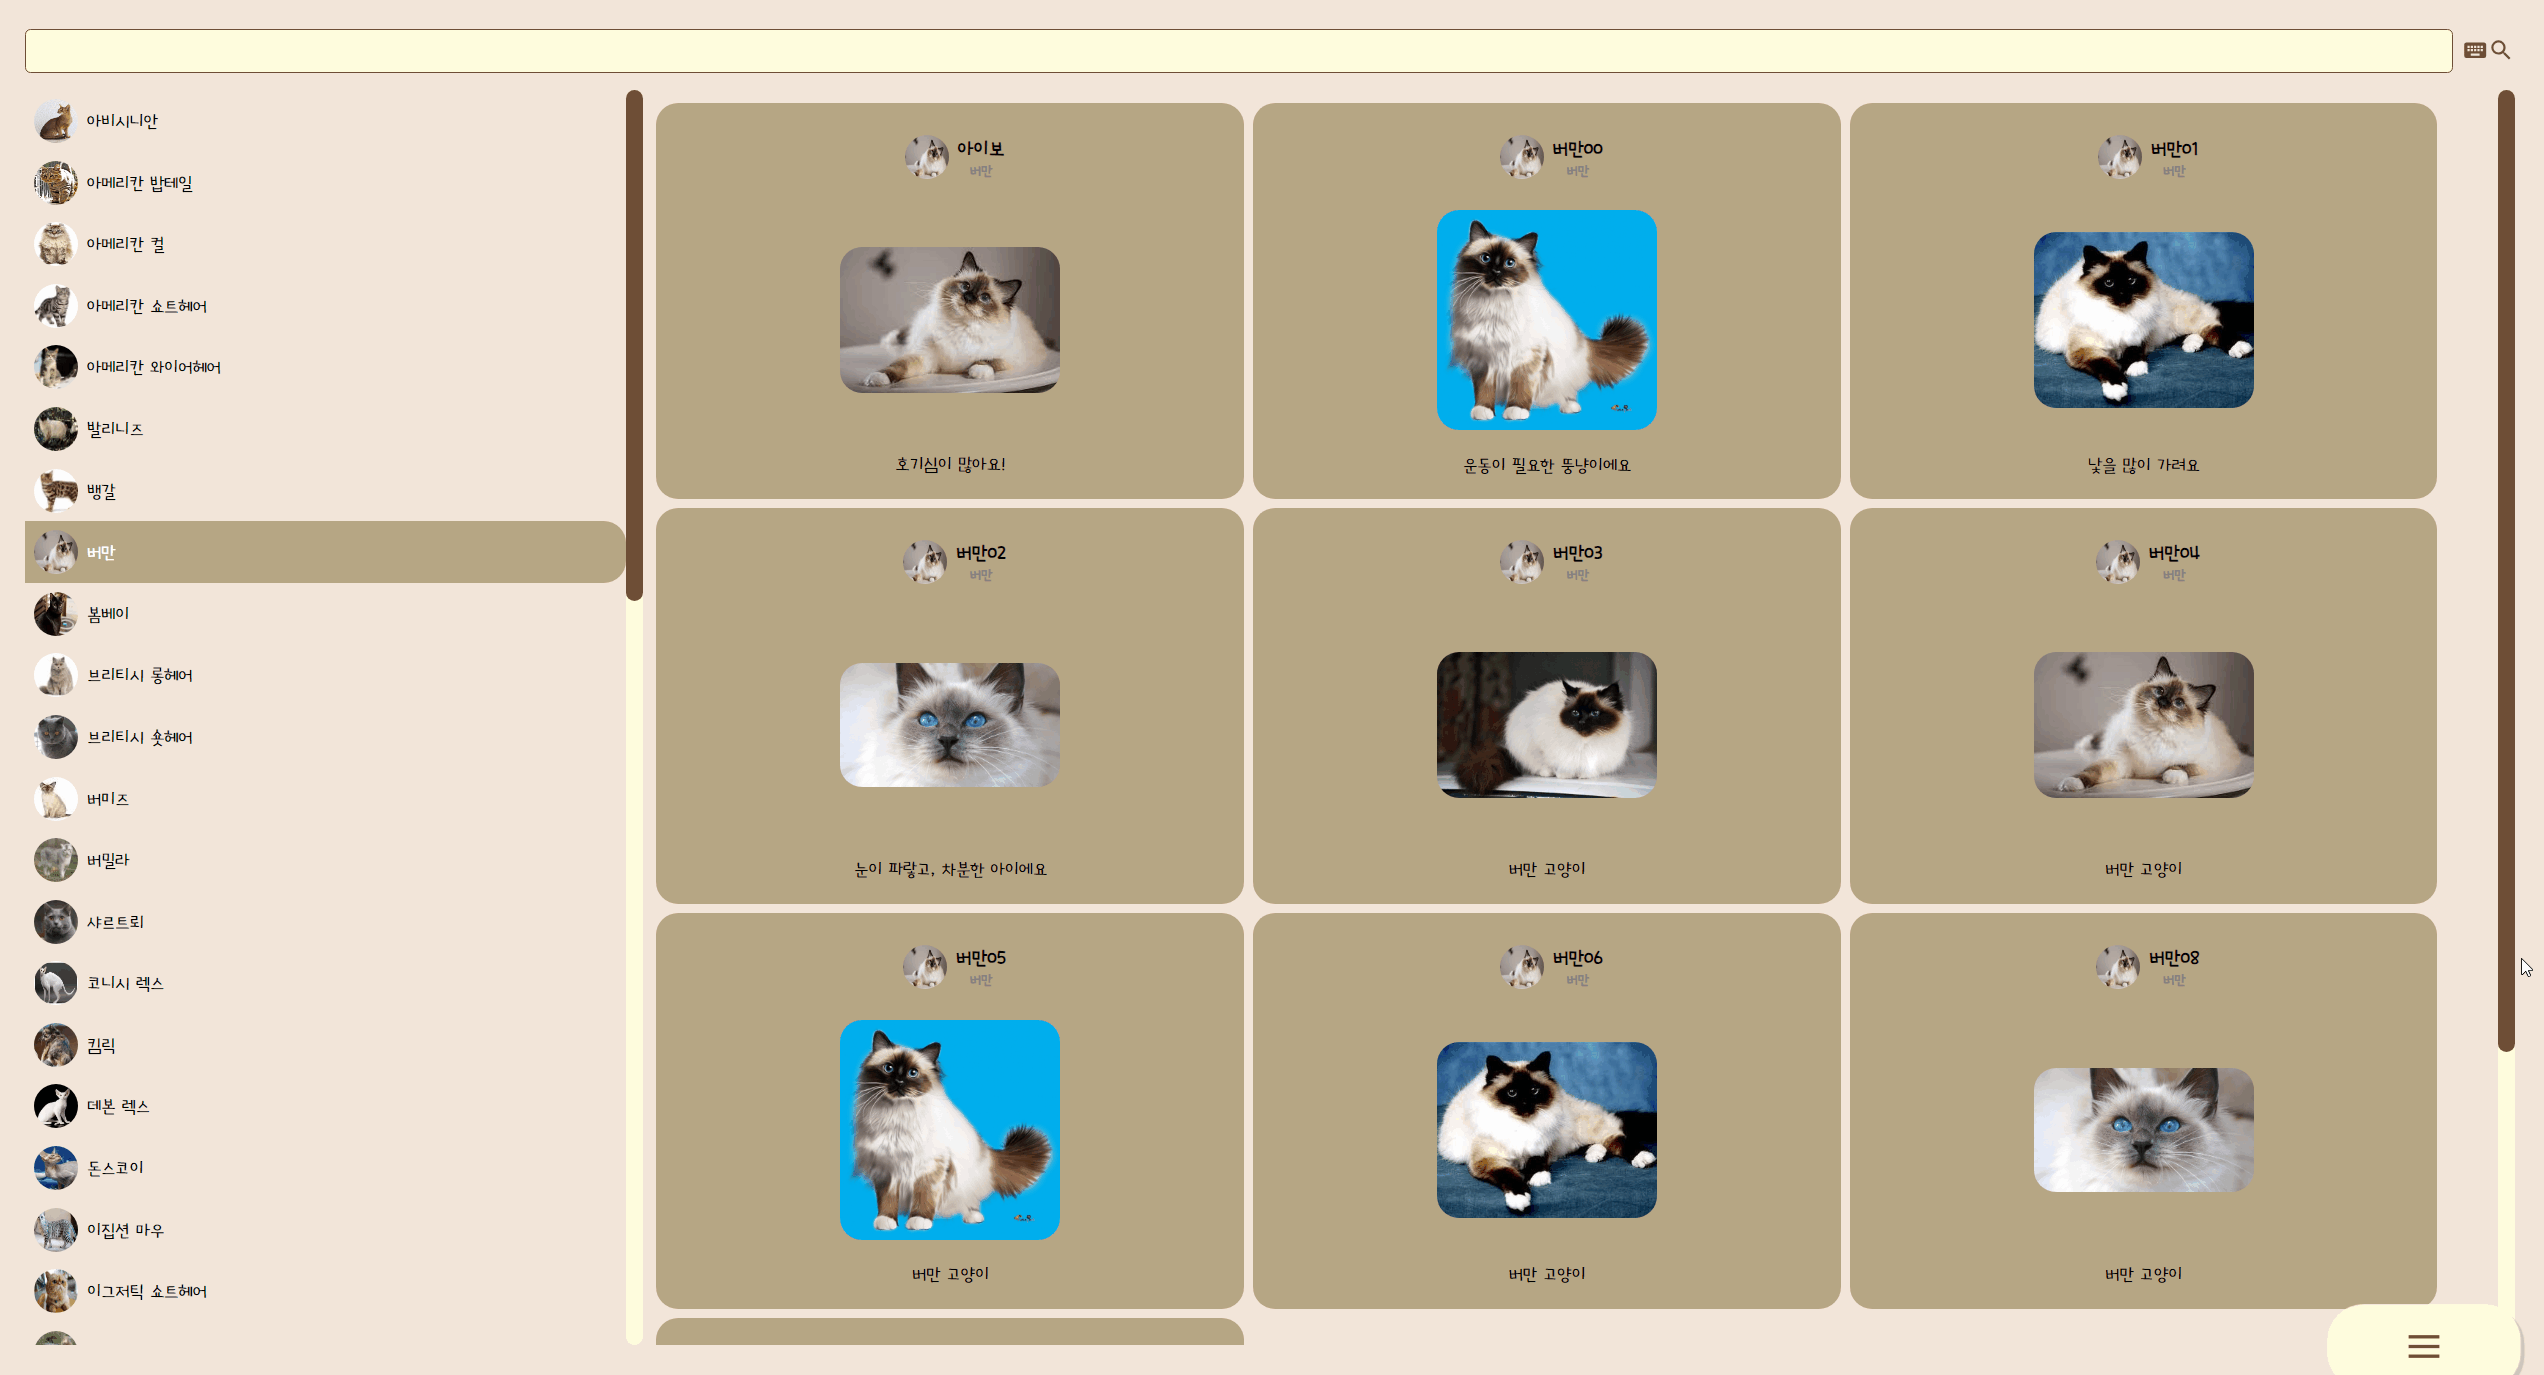 아비시니안
아메리칸 밥테일
아메리칸 컬
아메리칸 쇼트헤어
아메리칸 와이어헤어
발리니즈
뱅갈
버만
봄베이
브리티시 롱헤어
브리티시 숏헤어
버미즈
버밀라
샤르트뢰
코니시 렉스
킴릭
데본 렉스
돈스코이
이집션 마우
이그저틱 쇼트헤어
아이보
버만
호기심이 많아요!
버만00
버만
운동이 필요한 뚱냥이에요
버만01
버만
낯을 많이 가려요
버만02
버만
눈이 파랗고, 차분한 아이에요
버만03
버만
버만 고양이
버만04
버만
버만 고양이
버만05
버만
버만 고양이
버만06
버만
버만 고양이
버만08
버만
버만 고양이